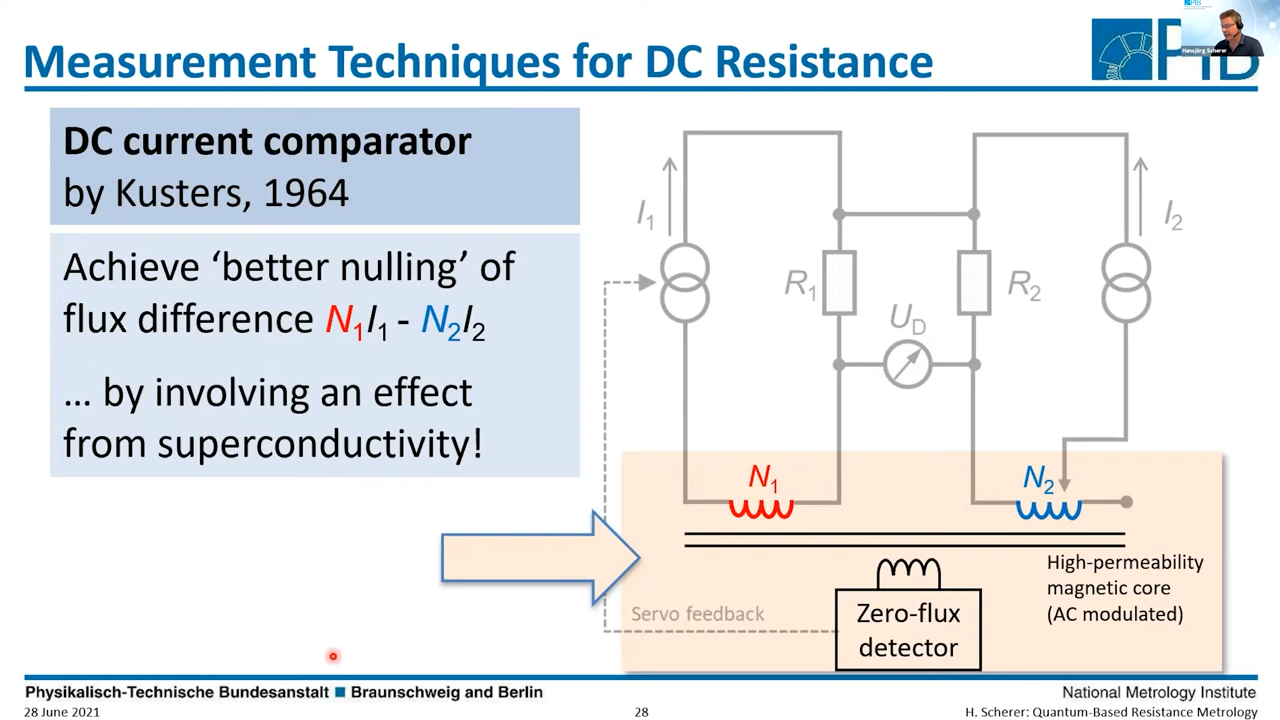 PTB
Hansjörg Scherer
Measurement Techniques for DC Resistance
DC current comparator
by Kusters, 1964
Achieve ‘better nulling’ of
flux difference N1I1 - N2I2
... by involving an effect
from superconductivity!
I1
I2
R1
R2
UD
N1
N2
High-permeability
magnetic core
(AC modulated)
Servo feedback
Zero-flux
detector
Physikalisch-Technische Bundesanstalt ■ Braunschweig and Berlin
National Metrology Institute
28 June 2021
28
H. Scherer: Quantum-Based Resistance Metrology